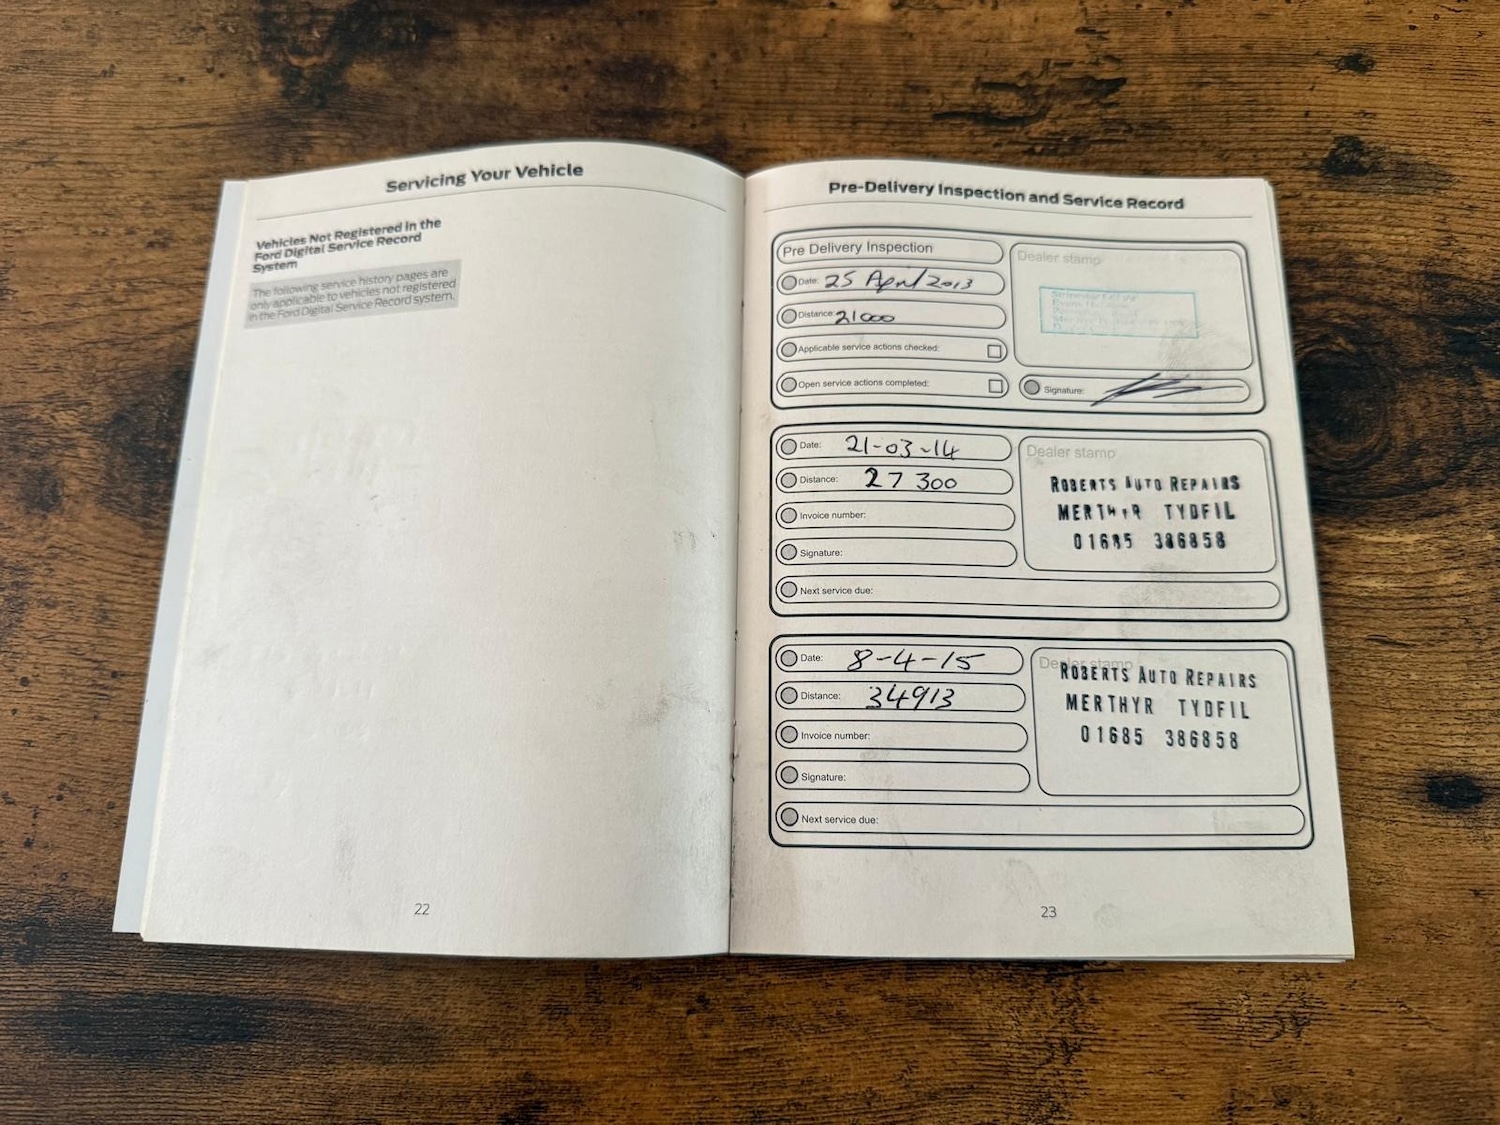 Servicing Your Vehicle
Vehicles Not Registered In the
Ford Digital Service Record
System
The following service history pages are
only applicable to vehicles not registered
in the Ford Digital Service Record system.
22
Pre-Delivery Inspection and Service Record
Pre Delivery Inspection
Date: 25 April 2013
Distance: 21000
Applicable service actions checked:
Open service actions completed:
Dealer stamp
Signature:
Date: 21-03-14
Distance: 27 300
Invoice number:
Signature:
Next service due:
Dealer stamp
ROBERTS AUTO REPAIRS
MERTHYR TYDFIL
01685 386858
Date: 8-4-15
Distance: 34913
Invoice number:
Signature:
Next service due:
Dealer stamp
ROBERTS AUTO REPAIRS
MERTHYR TYDFIL
01685 386858
23